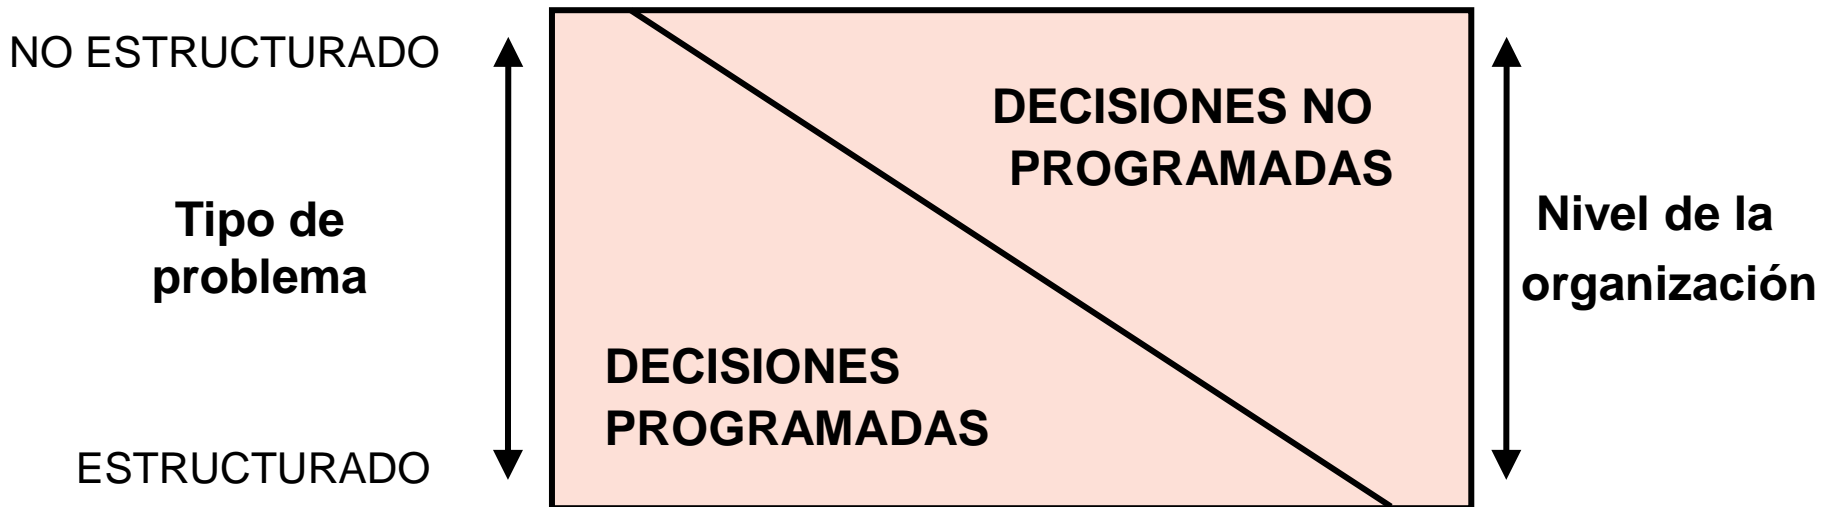 NO ESTRUCTURADO
Tipo de
problema
ESTRUCTURADO
DECISIONES NO
PROGRAMADAS
DECISIONES
PROGRAMADAS
Nivel de la
organización